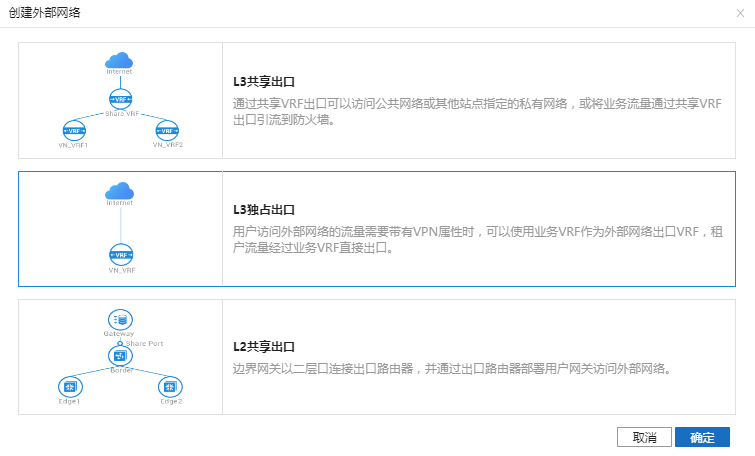 创建外部网络
Internet
VRF
Share VRF
VRF
VRF
VN_VRF1
VN_VRF2
L3共享出口
通过共享VRF出口可以访问公共网络或其他站点指定的私有网络，或将业务流量通过共享VRF
出口引流到防火墙。
Internet
VRF
VN_VRF
L3独占出口
用户访问外部网络的流量需要带有VPN属性时，可以使用业务VRF作为外部网络出口VRF，租
户流量经过业务VRF直接出口。
Gateway
Share Port
Border
Edge1
Edge2
L2共享出口
边界网关以二层口连接出口路由器，并通过出口路由器部署用户网关访问外部网络。
取消
确定